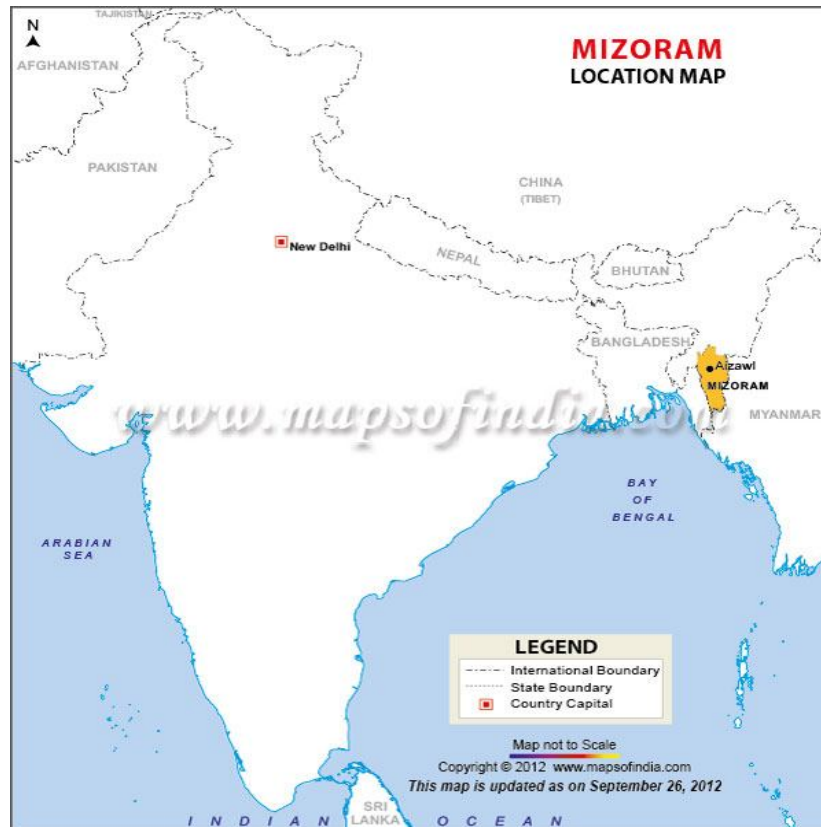 TAJIKISTAN
N
MIZORAM
LOCATION MAP
AFGHANISTAN
PAKISTAN
CHINA
(TIBET)
New Delhi
NEPAL
BHUTAN
BANGLADESH
Aizawl
MIZORAM
MYANMAR
www.mapsofindia.com
BAY
OF
BENGAL
ARABIAN
SEA
LEGEND
International Boundary
State Boundary
Country Capital
Map not to Scale
Copyright © 2012 www.mapsofindia.com
This map is updated as on September 26, 2012
SRI
LANKA
INDIAN OCEAN